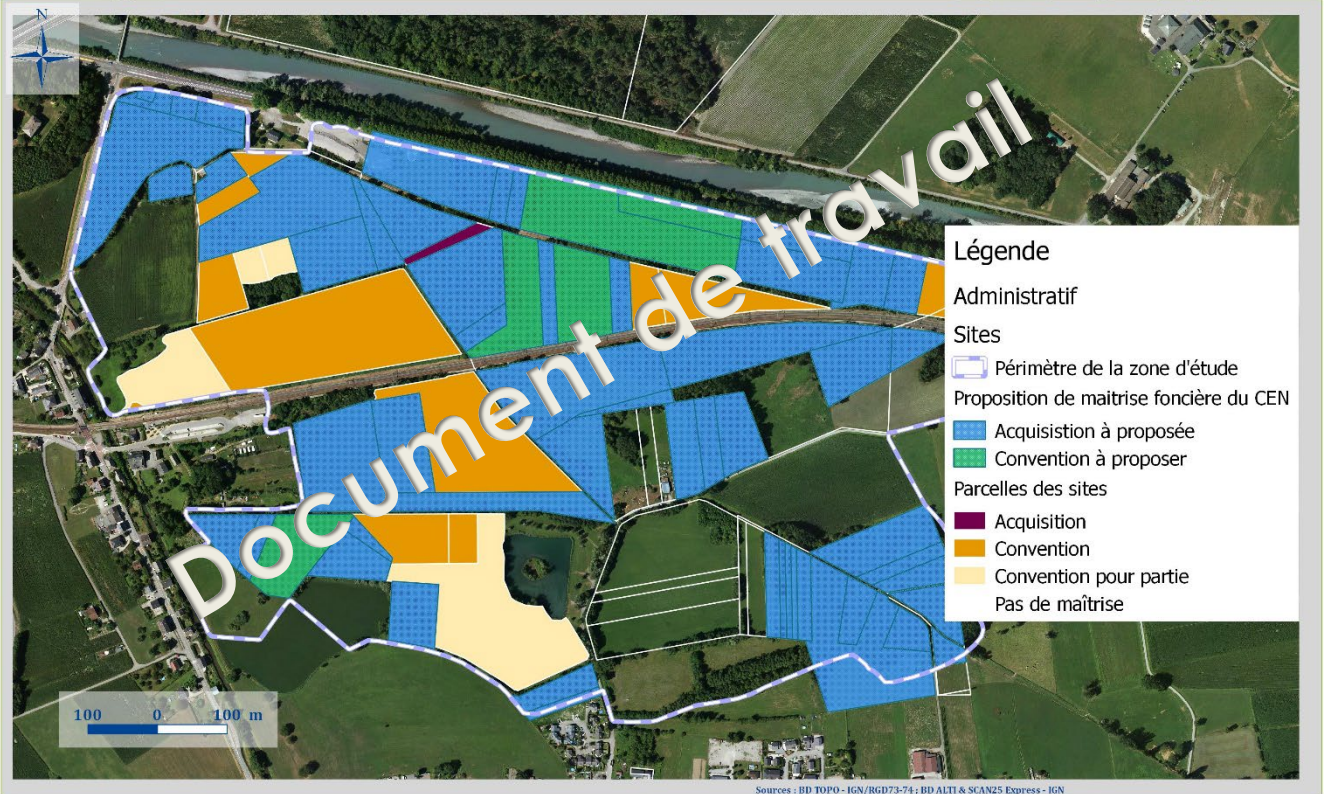 N
Document de travail
Légende
Administratif
Sites
Périmètre de la zone d'étude
Proposition de maitrise foncière du CEN
Acquisistion à proposée
Convention à proposer
Parcelles des sites
Acquisition
Convention
Convention pour partie
Pas de maîtrise
100 0 100 m
Sources : BD TOPO - IGN/RGD73-74 ; BD ALTI & SCAN25 Express - IGN